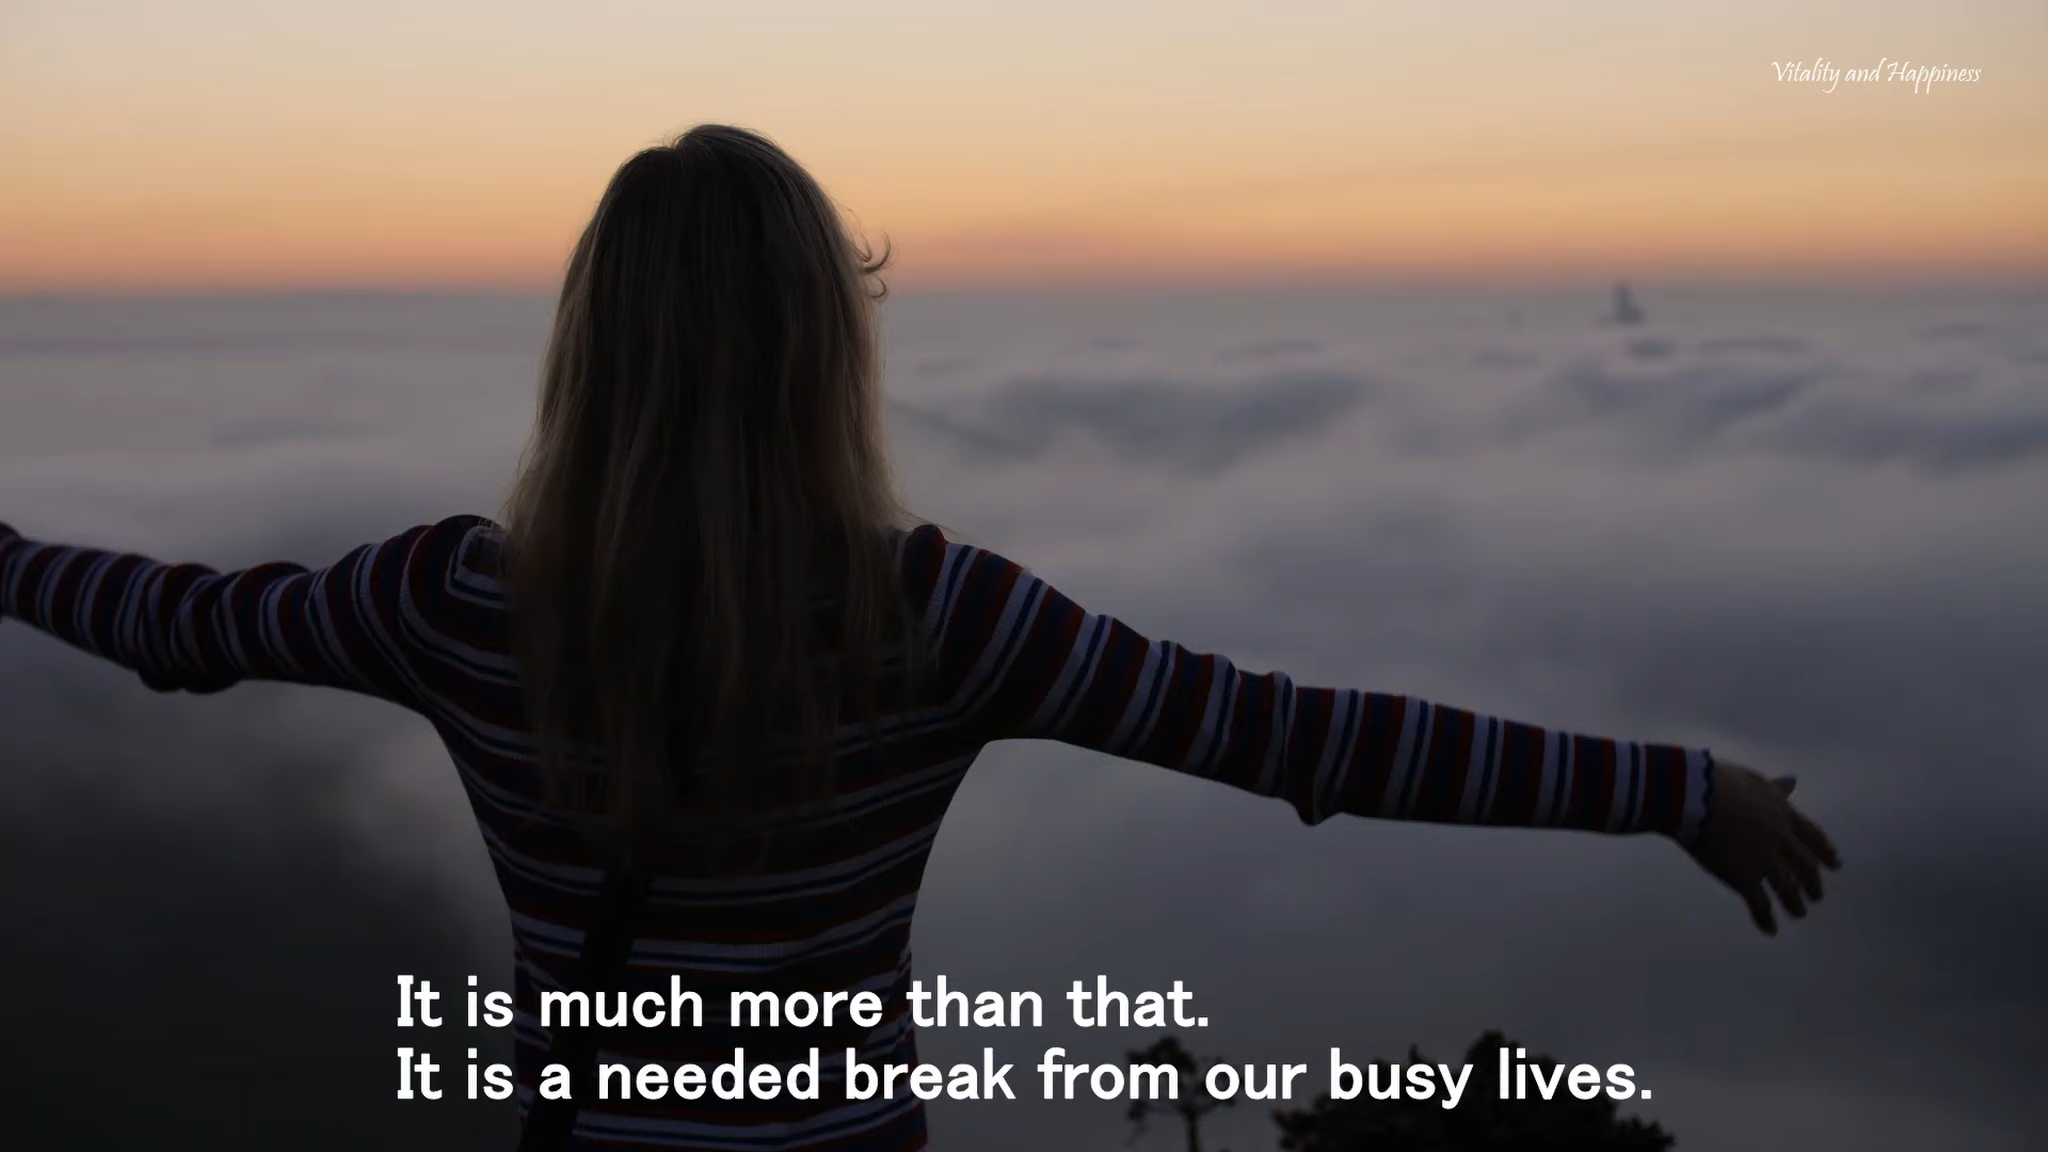 Vitality and Happiness
It is much more than that.
It is a needed break from our busy lives.